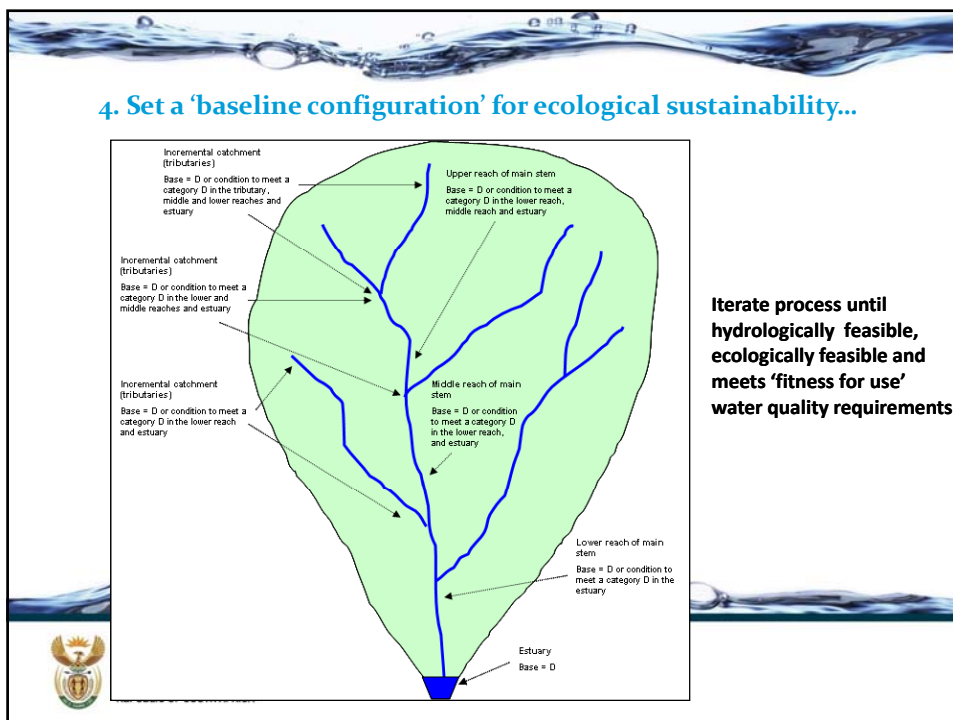 4. Set a ‘baseline configuration’ for ecological sustainability…
Incremental catchment
(tributaries)
Base = D or condition to meet a
category D in the tributary,
middle and lower reaches and
estuary
Upper reach of main stem
Base = D or condition to meet a
category D in the lower reach,
middle reach and estuary
Incremental catchment
(tributaries)
Base = D or condition to meet a
category D in the lower and
middle reaches and estuary
Incremental catchment
(tributaries)
Base = D or condition to meet a
category D in the lower reach
and estuary
Middle reach of main
stem
Base = D or condition
to meet a category D
in the lower reach,
and estuary
Lower reach of main
stem
Base = D or condition to
meet a category D in the
estuary
Estuary
Base = D
Iterate process until
hydrologically feasible,
ecologically feasible and
meets ‘fitness for use’
water quality requirements